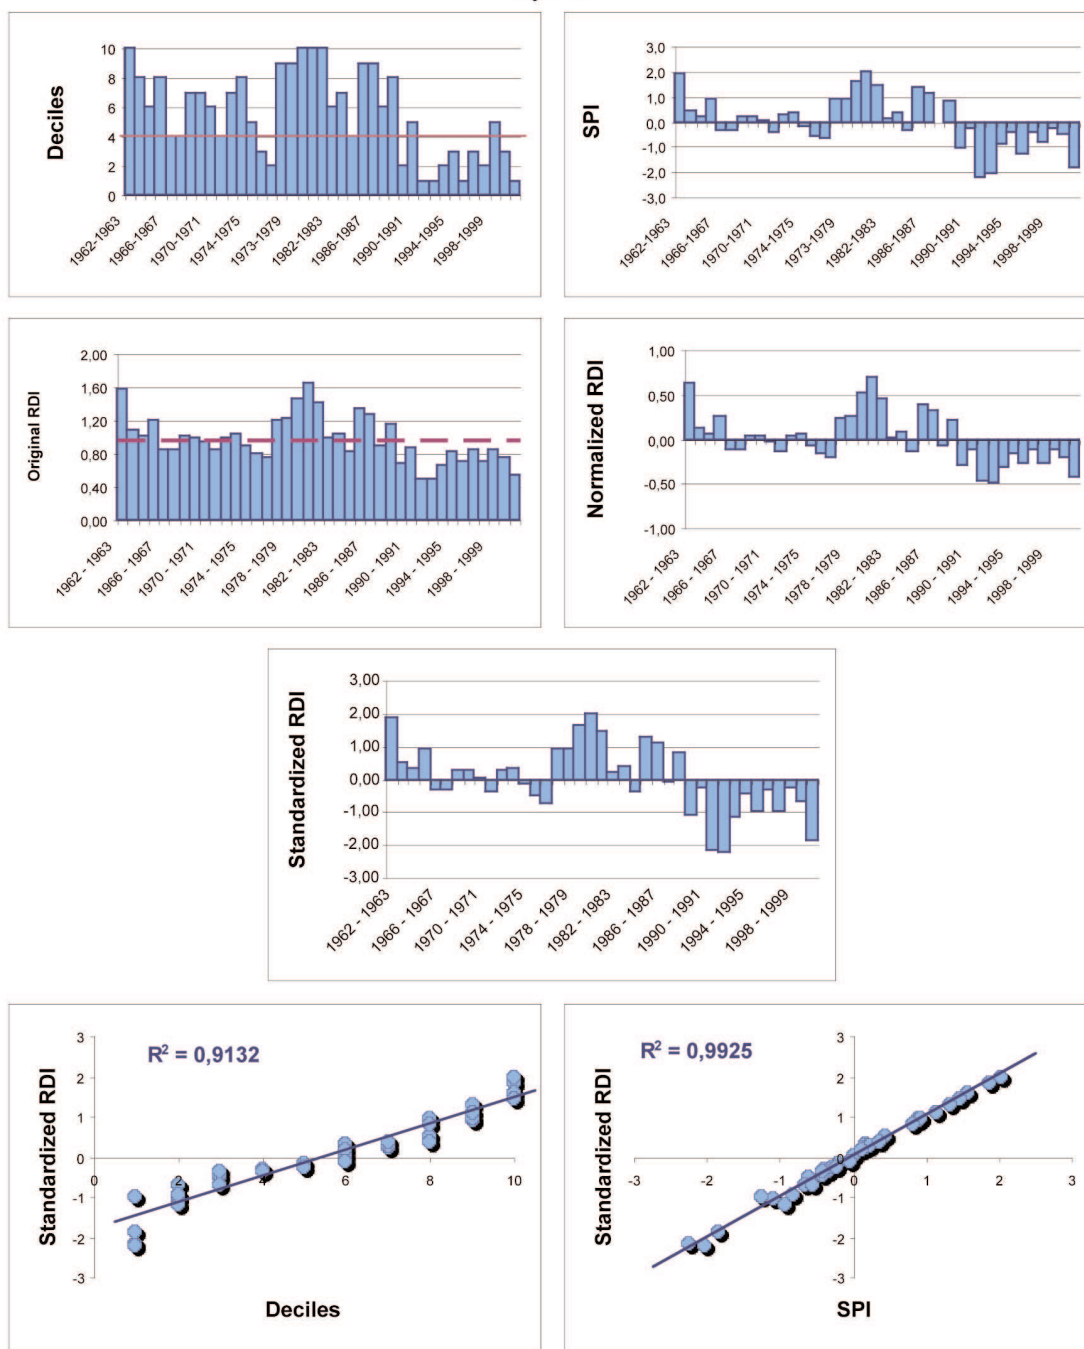 Deciles
10
8
6
4
2
0
1962-1963
1966-1967
1970-1971
1974-1975
1973-1979
1982-1983
1986-1987
1990-1991
1994-1995
1998-1999
SPI
3,0
2,0
1,0
0,0
-1,0
-2,0
-3,0
1962-1963
1966-1967
1970-1971
1974-1975
1973-1979
1982-1983
1986-1987
1990-1991
1994-1995
1998-1999
Original RDI
2,00
1,60
1,20
0,80
0,40
0,00
1962 - 1963
1966 - 1967
1970 - 1971
1974 - 1975
1978 - 1979
1982 - 1983
1986 - 1987
1990 - 1991
1994 - 1995
1998 - 1999
Normalized RDI
1,00
0,50
0,00
-0,50
-1,00
1962 - 1963
1966 - 1967
1970 - 1971
1974 - 1975
1978 - 1979
1982 - 1983
1986 - 1987
1990 - 1991
1994 - 1995
1998 - 1999
Standardized RDI
3,00
2,00
1,00
0,00
-1,00
-2,00
-3,00
1962 - 1963
1966 - 1967
1970 - 1971
1974 - 1975
1978 - 1979
1982 - 1983
1986 - 1987
1990 - 1991
1994 - 1995
1998 - 1999
Standardized RDI
R² = 0,9132
3
2
1
0
-1
-2
-3
0 2 4 6 8 10
Deciles
Standardized RDI
R² = 0,9925
3
2
1
0
-1
-2
-3
-3 -2 -1 0 1 2 3
SPI